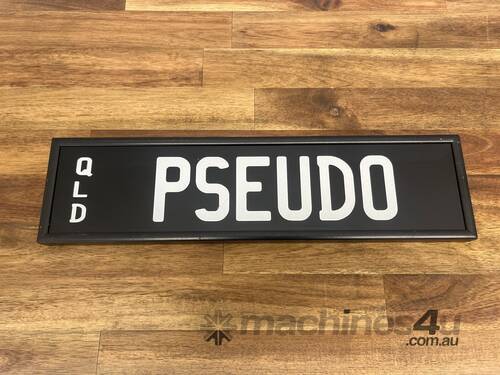 QLD
PSEUDO
machines4u
.com.au